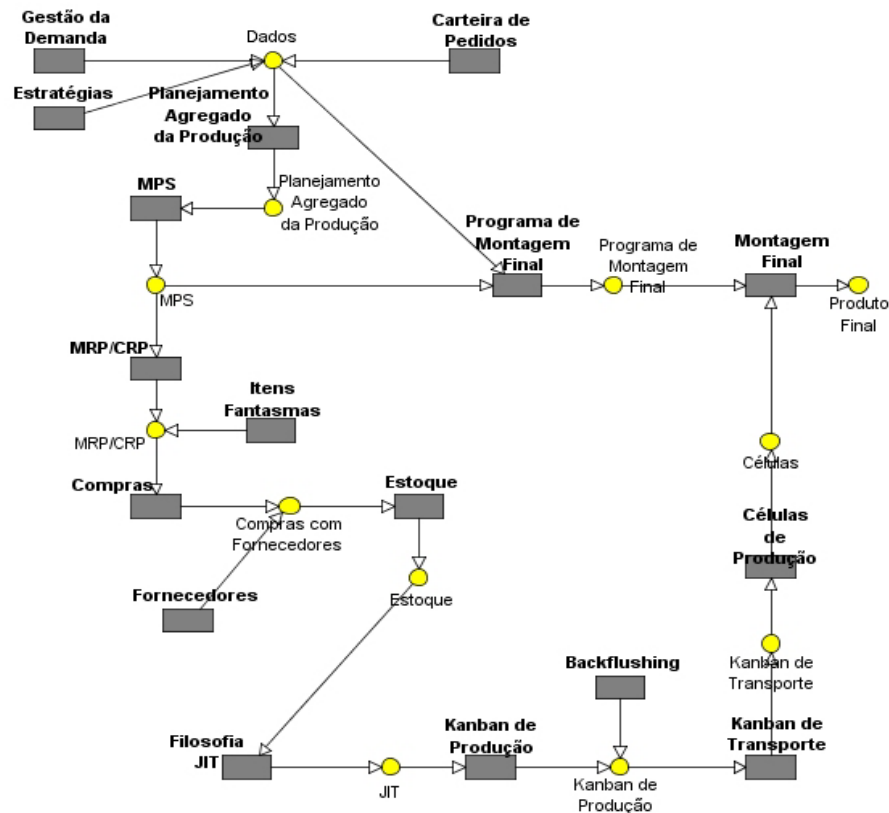 Gestão da
Demanda
Dados
Carteira de
Pedidos
Estratégias
Planejamento
Agregado
da Produção
MPS
Planejamento
Agregado
da Produção
Programa de
Montagem
Final
Programa de
Montagem
Final
Montagem
Final
MPS
Produto
Final
MRP/CRP
Itens
Fantasmas
MRP/CRP
Compras
Compras com
Fornecedores
Estoque
Células
Células
de
Produção
Fornecedores
Estoque
Backflushing
Kanban de
Transporte
Filosofia
JIT
JIT
Kanban de
Produção
Kanban de
Produção
Kanban de
Transporte